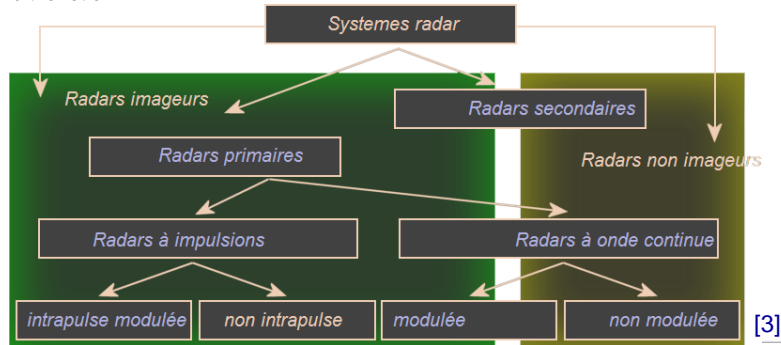 Systemes radar
Radars imageurs
Radars secondaires
Radars primaires
Radars non imageurs
Radars à impulsions
Radars à onde continue
intrapulse modulée
non intrapulse
modulée
non modulée
[3]